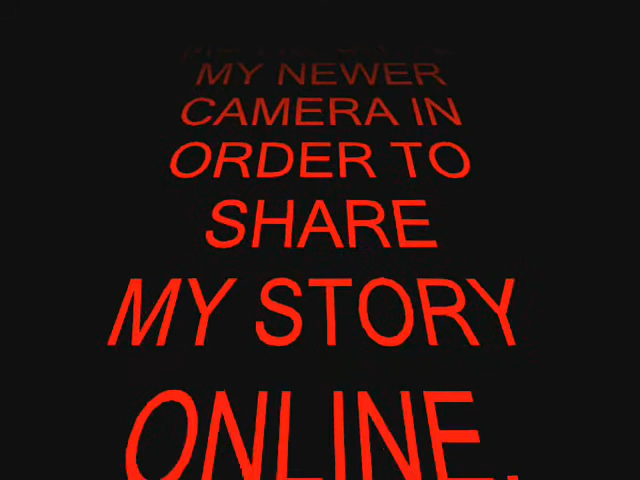 MY NEWER
CAMERA IN
ORDER TO
SHARE
MY STORY
ONLINE.